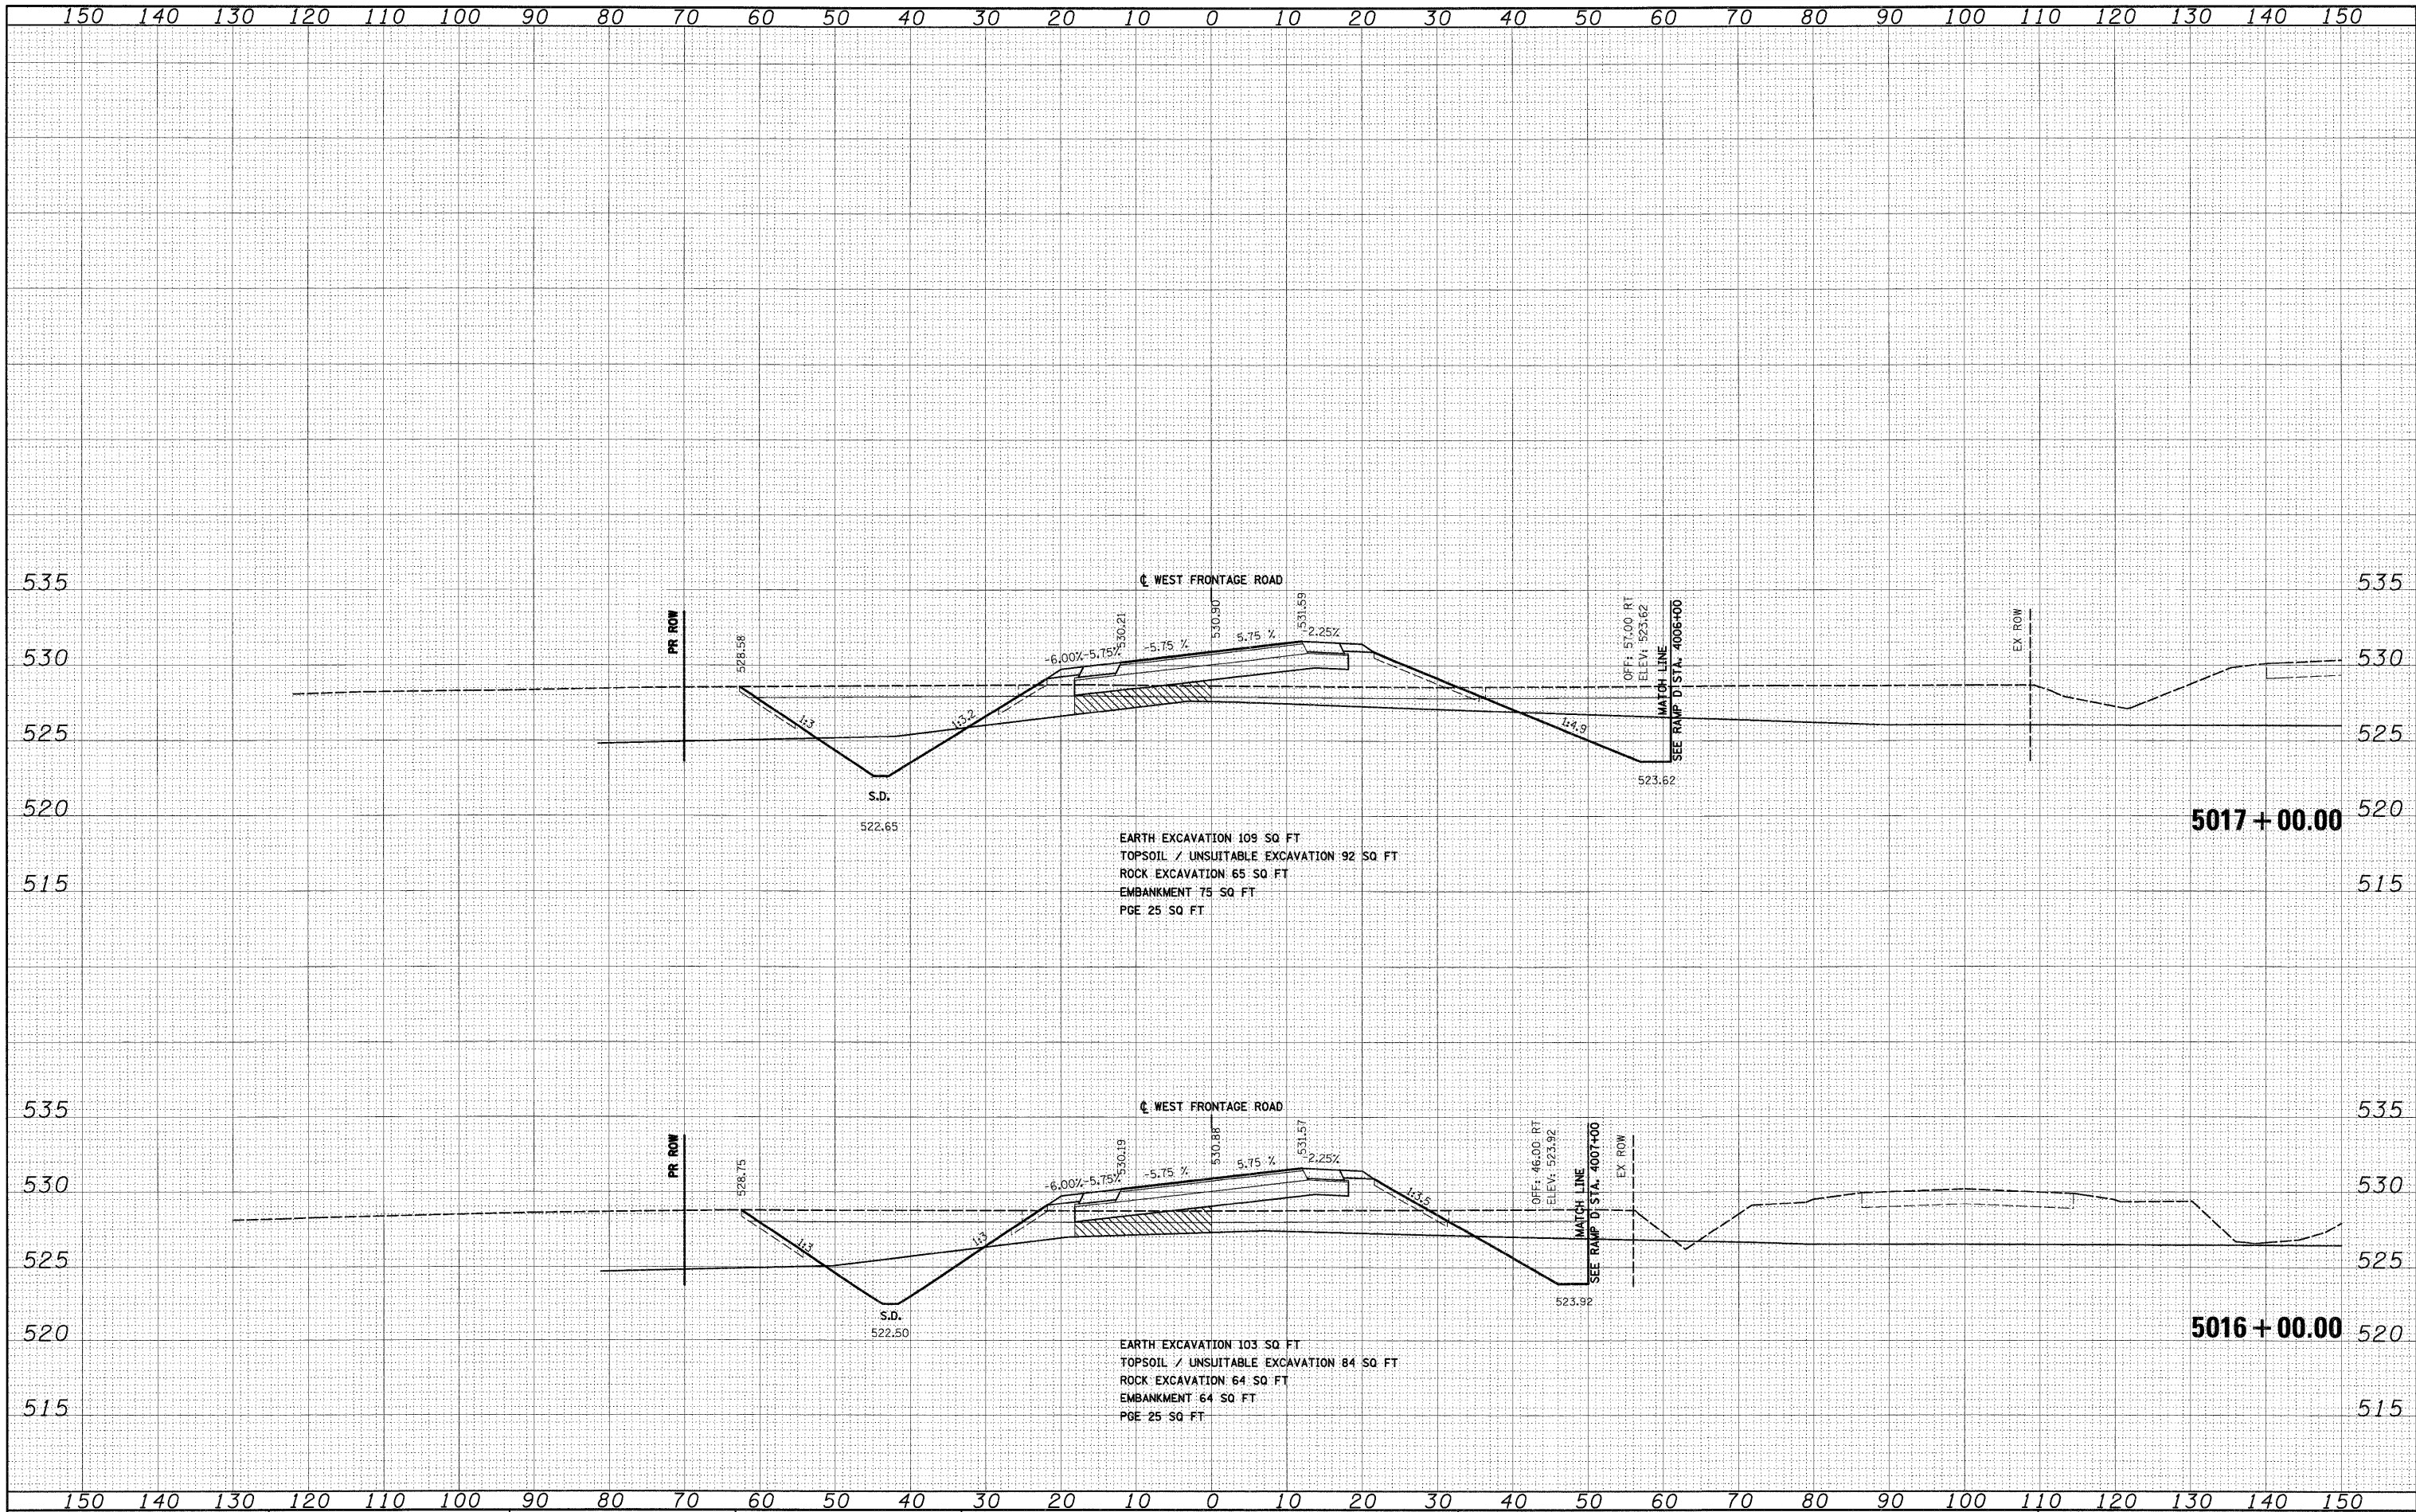 150 140 130 120 110 100 90 80 70 60 50 40 30 20 10 0 10 20 30 40 50 60 70 80 90 100 110 120 130 140 150
535 535
℄ WEST FRONTAGE ROAD
PR ROW
528.58
530.21
530.90
531.59
-6.00% -5.75% -5.75 % 5.75 % -2.25%
OFF: 57.00 RT
ELEV: 523.62
MATCH LINE
SEE RAMP D STA. 4006+00
EX ROW
530 530
1:3 1:3.2 1:4.9
525 525
523.62
S.D.
522.65
520 520
5017+00.00
EARTH EXCAVATION 109 SQ FT
TOPSOIL / UNSUITABLE EXCAVATION 92 SQ FT
ROCK EXCAVATION 65 SQ FT
EMBANKMENT 75 SQ FT
PGE 25 SQ FT
515 515
535 535
℄ WEST FRONTAGE ROAD
PR ROW
528.75
530.19
530.88
531.57
-6.00% -5.75% -5.75 % 5.75 % -2.25%
OFF: 46.00 RT
ELEV: 523.92
MATCH LINE
SEE RAMP D STA. 4007+00
EX ROW
530 530
1:3 1:3 1:3.5
525 525
523.92
S.D.
522.50
520 520
5016+00.00
EARTH EXCAVATION 103 SQ FT
TOPSOIL / UNSUITABLE EXCAVATION 84 SQ FT
ROCK EXCAVATION 64 SQ FT
EMBANKMENT 64 SQ FT
PGE 25 SQ FT
515 515
150 140 130 120 110 100 90 80 70 60 50 40 30 20 10 0 10 20 30 40 50 60 70 80 90 100 110 120 130 140 150